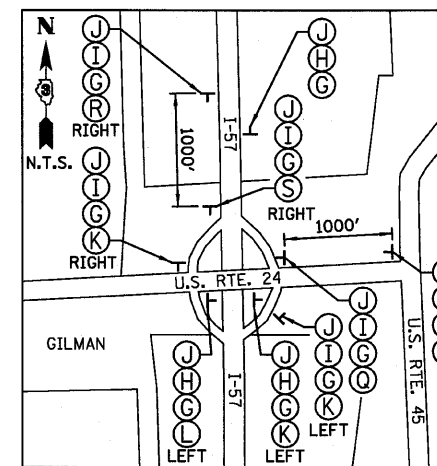 N
3
N.T.S.
J
I
G
R
RIGHT
J
H
G
1000'
I-57
J
I
G
S
RIGHT
J
I
G
K
RIGHT
1000'
U.S. RTE. 24
GILMAN
J
H
G
L
LEFT
I-57
J
H
G
K
LEFT
J
I
G
K
LEFT
J
I
G
Q
U.S. RTE. 45